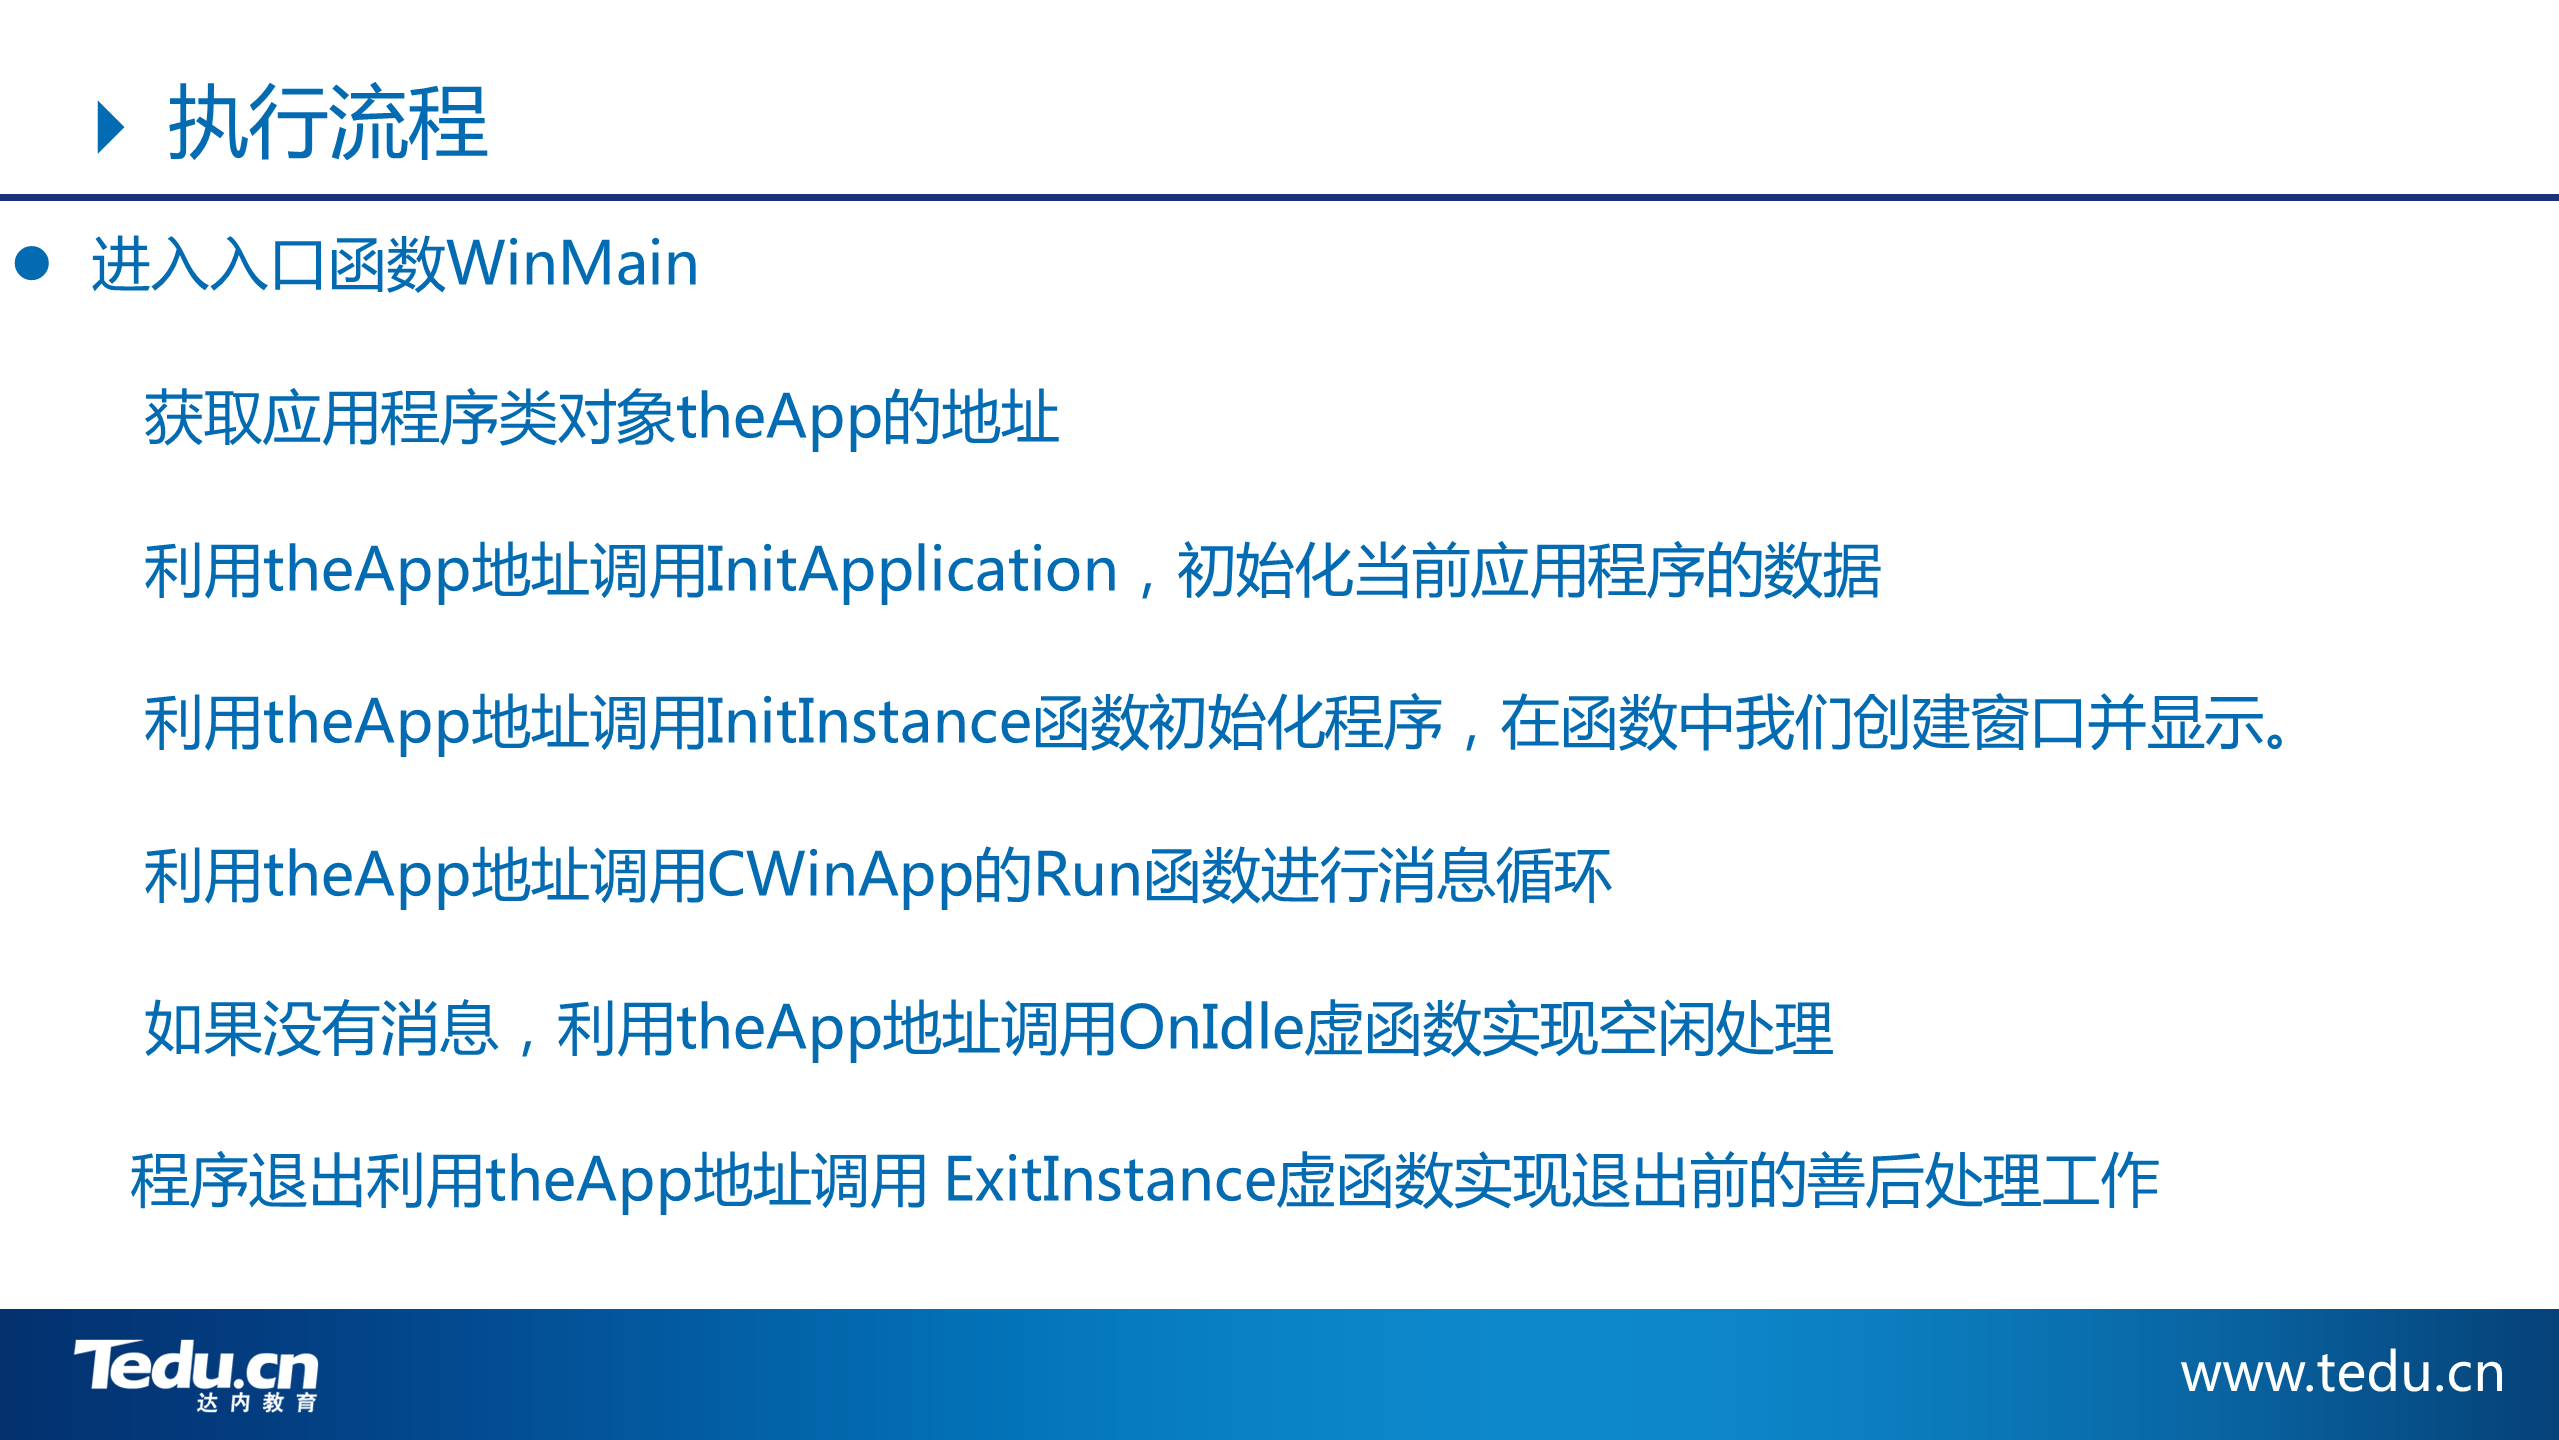 执行流程
进入入口函数WinMain
获取应用程序类对象theApp的地址
利用theApp地址调用InitApplication，初始化当前应用程序的数据
利用theApp地址调用InitInstance函数初始化程序，在函数中我们创建窗口并显示。
利用theApp地址调用CWinApp的Run函数进行消息循环
如果没有消息，利用theApp地址调用OnIdle虚函数实现空闲处理
程序退出利用theApp地址调用 ExitInstance虚函数实现退出前的善后处理工作
Tedu.cn
达内教育
www.tedu.cn